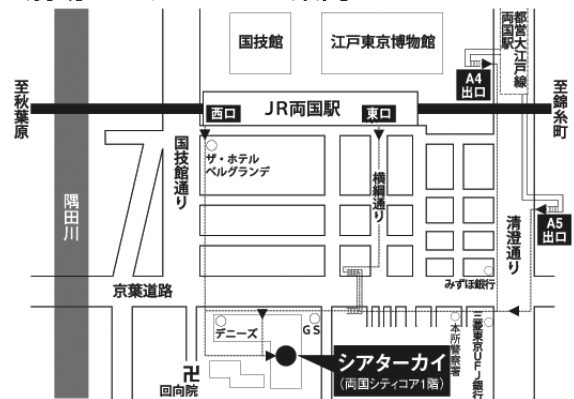 国技館
江戸東京博物館
都営大江戸線
両国駅
A4
出口
至秋葉原
西口
JR両国駅
東口
至錦糸町
国技館通り
ザ・ホテル
ベルグランデ
横綱通り
隅田川
清澄通り
A5
出口
みずほ銀行
京葉道路
デニーズ
GS
本所警察署
三菱東京UFJ銀行
シアターカイ
(両国シティコア1階)
卍
回向院